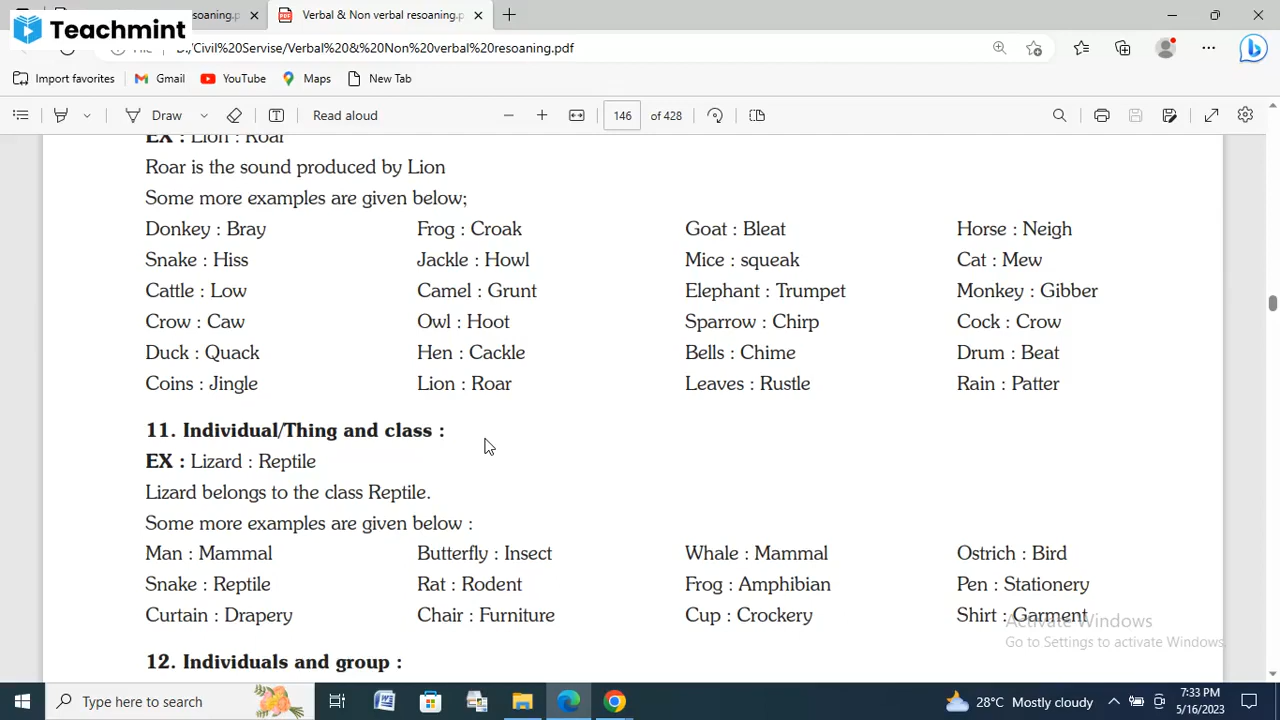 Teachmint
resoaning.p
Verbal & Non verbal resoaning.p
File
D:/Civil%20Servise/Verbal%20&%20Non%20verbal%20resoaning.pdf
Import favorites Gmail YouTube Maps New Tab
Draw Read aloud 146 of 428
EX : Lion : Roar
Roar is the sound produced by Lion
Some more examples are given below;
Donkey : Bray Frog : Croak Goat : Bleat Horse : Neigh
Snake : Hiss Jackle : Howl Mice : squeak Cat : Mew
Cattle : Low Camel : Grunt Elephant : Trumpet Monkey : Gibber
Crow : Caw Owl : Hoot Sparrow : Chirp Cock : Crow
Duck : Quack Hen : Cackle Bells : Chime Drum : Beat
Coins : Jingle Lion : Roar Leaves : Rustle Rain : Patter
11. Individual/Thing and class :
EX : Lizard : Reptile
Lizard belongs to the class Reptile.
Some more examples are given below :
Man : Mammal Butterfly : Insect Whale : Mammal Ostrich : Bird
Snake : Reptile Rat : Rodent Frog : Amphibian Pen : Stationery
Curtain : Drapery Chair : Furniture Cup : Crockery Shirt : Garment
Activate Windows
Go to Settings to activate Windows.
12. Individuals and group :
Type here to search
28°C Mostly cloudy
7:33 PM
5/16/2023